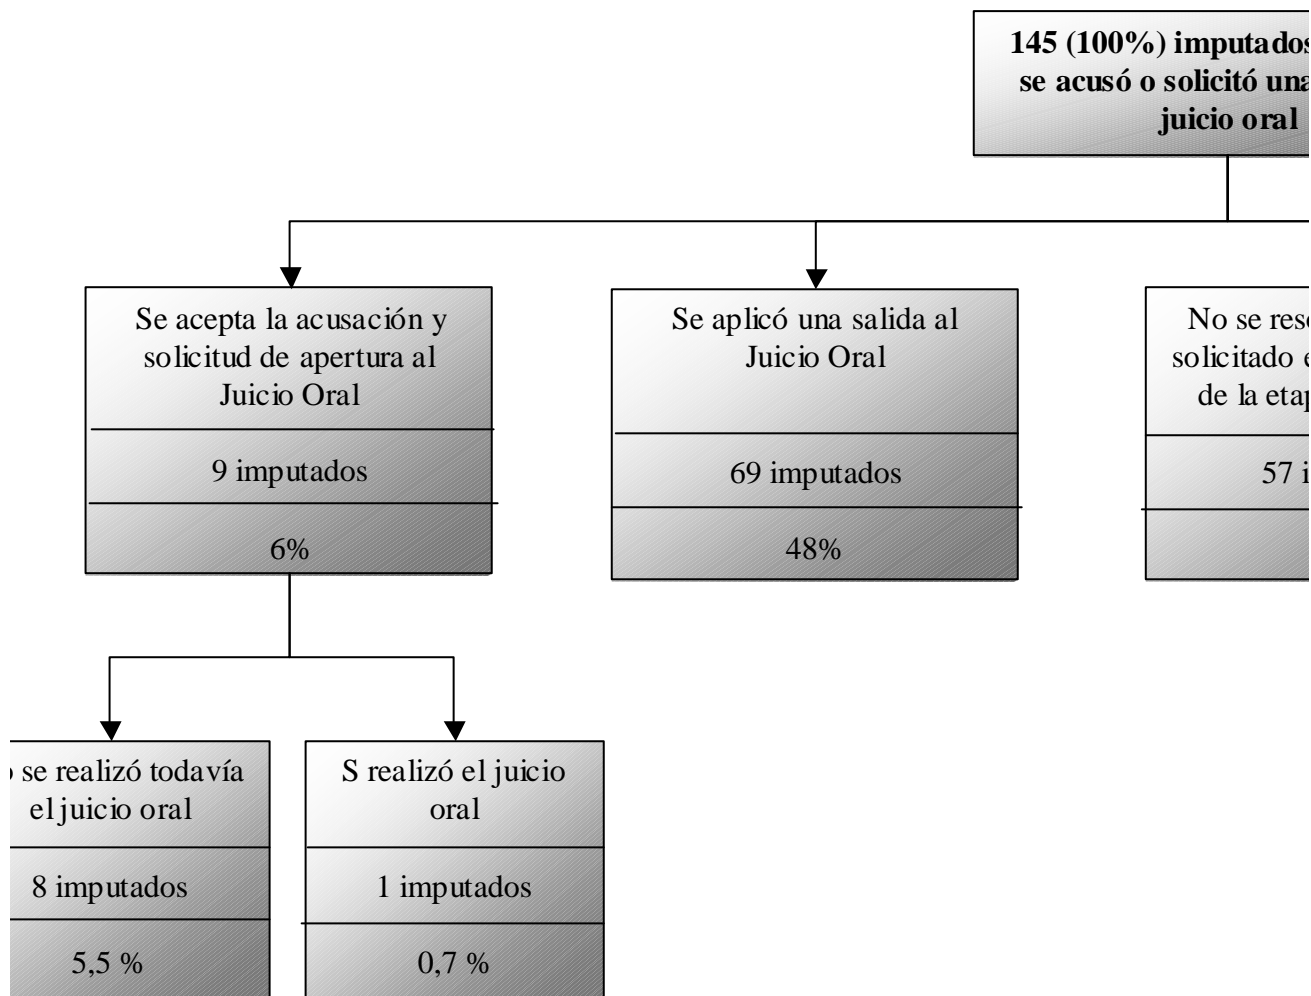 145 (100%) imputados
se acusó o solicitó una
juicio oral
Se acepta la acusación y
solicitud de apertura al
Juicio Oral
9 imputados
6%
Se aplicó una salida al
Juicio Oral
69 imputados
48%
No se
solicitado
de la
57
se realizó todavía
el juicio oral
8 imputados
5,5 %
S realizó el juicio
oral
1 imputados
0,7 %